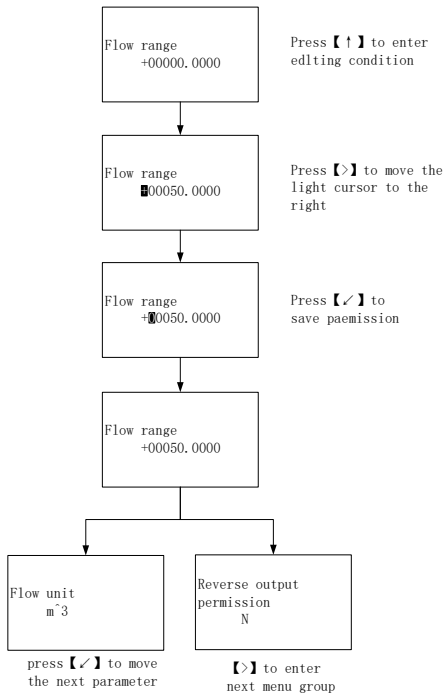 Flow range
+00000.0000
Press【↑】to enter
edlting condition
Flow range
+00050.0000
Press【>】to move the
light cursor to the
right
Flow range
+00050.0000
Press【↙】to
save paemission
Flow range
+00050.0000
Flow unit
m^3
Reverse output
permission
N
press【↙】to move
the next parameter
【>】to enter
next menu group